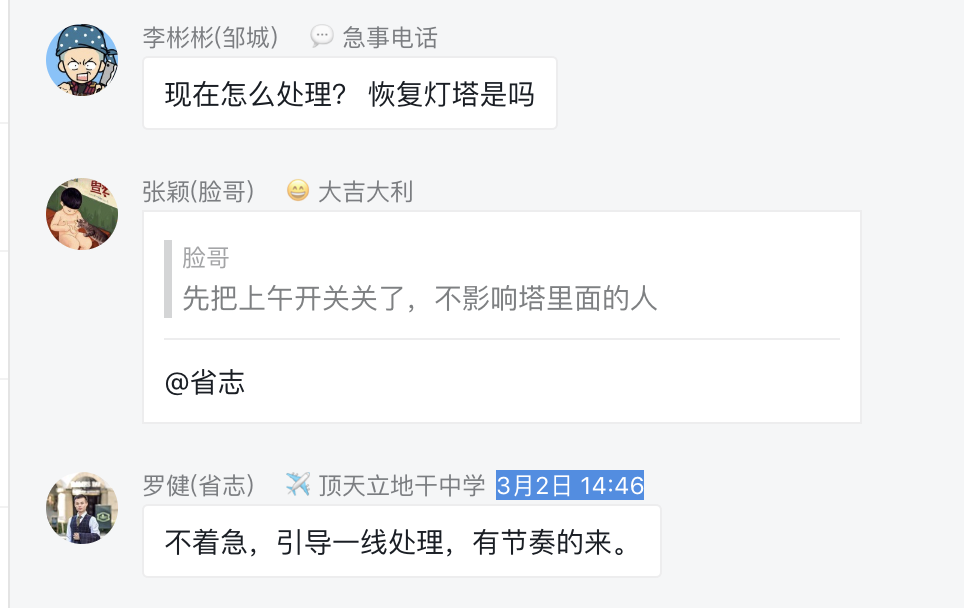 李彬彬(邹城) 急事电话
现在怎么处理? 恢复灯塔是吗
张颖(脸哥) 😄 大吉大利
脸哥
先把上午开关关了，不影响塔里面的人
@省志
罗健(省志) ✈️ 顶天立地干中学 3月2日 14:46
不着急，引导一线处理，有节奏的来。